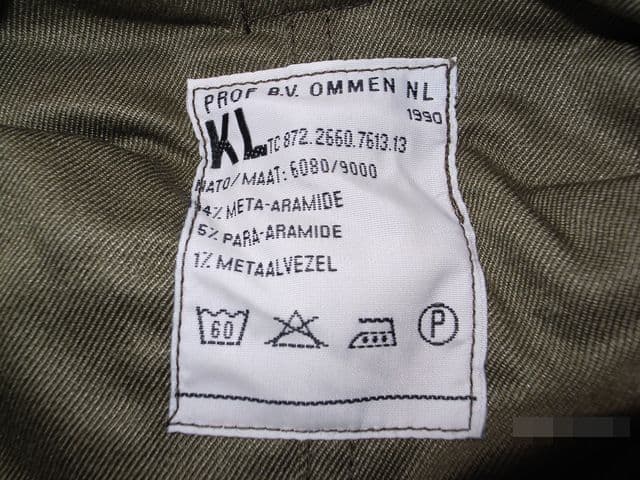 PROF B.V. OMMEN NL
1990
KL TC 872.2660.7613.13
NATO/MAAT: 6080/9000
94% META-ARAMIDE
5% PARA-ARAMIDE
1% METAALVEZEL
60 P